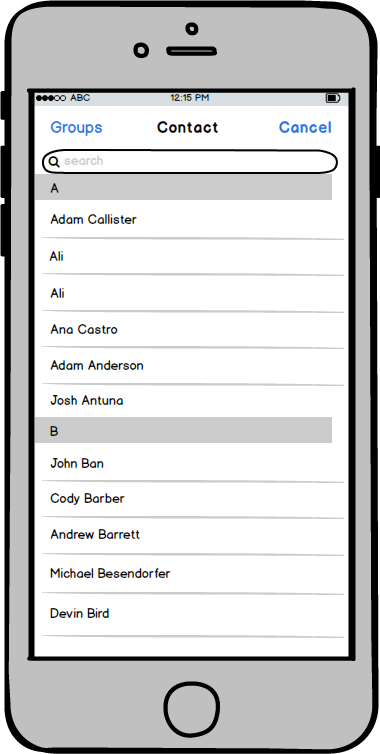 ABC 12:15 PM
Groups Contact Cancel
search
A
Adam Callister
Ali
Ali
Ana Castro
Adam Anderson
Josh Antuna
B
John Ban
Cody Barber
Andrew Barrett
Michael Besendorfer
Devin Bird